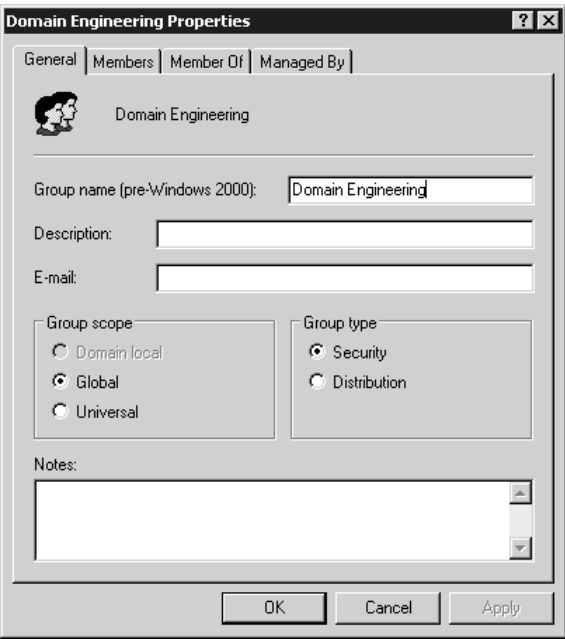 Domain Engineering Properties
General Members Member Of Managed By
Domain Engineering
Group name (pre-Windows 2000): Domain Engineering
Description:
E-mail:
Group scope Group type
Domain local Security
Global Distribution
Universal
Notes:
OK Cancel Apply